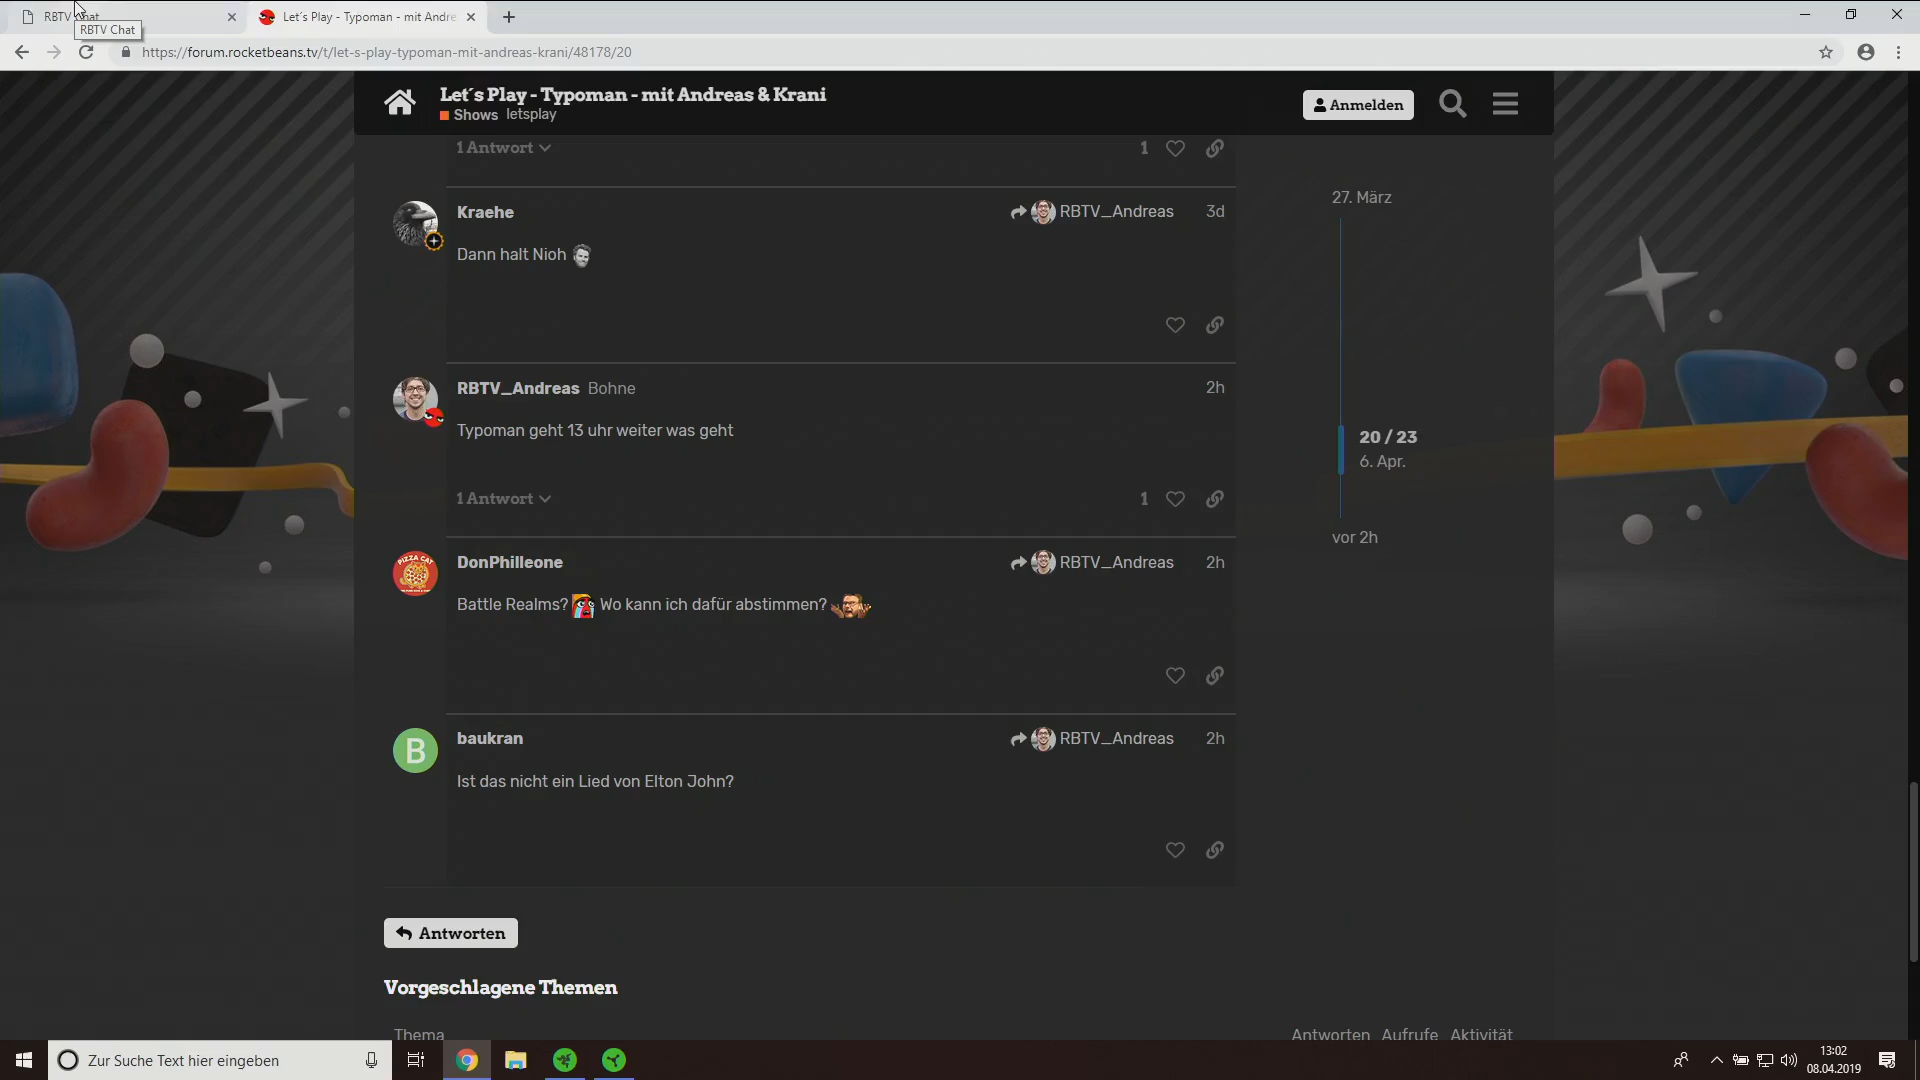 RBTV Chat
Let´s Play - Typoman - mit Andre
RBTV Chat
https://forum.rocketbeans.tv/t/let-s-play-typoman-mit-andreas-krani/48178/20
Let´s Play - Typoman - mit Andreas & Krani
Shows letsplay
Anmelden
1 Antwort
1
27. März
Kraehe
RBTV_Andreas 3d
Dann halt Nioh
RBTV_Andreas Bohne
2h
Typoman geht 13 uhr weiter was geht
20 / 23
6. Apr.
1 Antwort
1
vor 2h
PIZZA CAT
DonPhilleone
RBTV_Andreas 2h
Battle Realms? Wo kann ich dafür abstimmen?
B
baukran
RBTV_Andreas 2h
Ist das nicht ein Lied von Elton John?
Antworten
Vorgeschlagene Themen
Thema
Antworten Aufrufe Aktivität
Zur Suche Text hier eingeben
13:02
08.04.2019